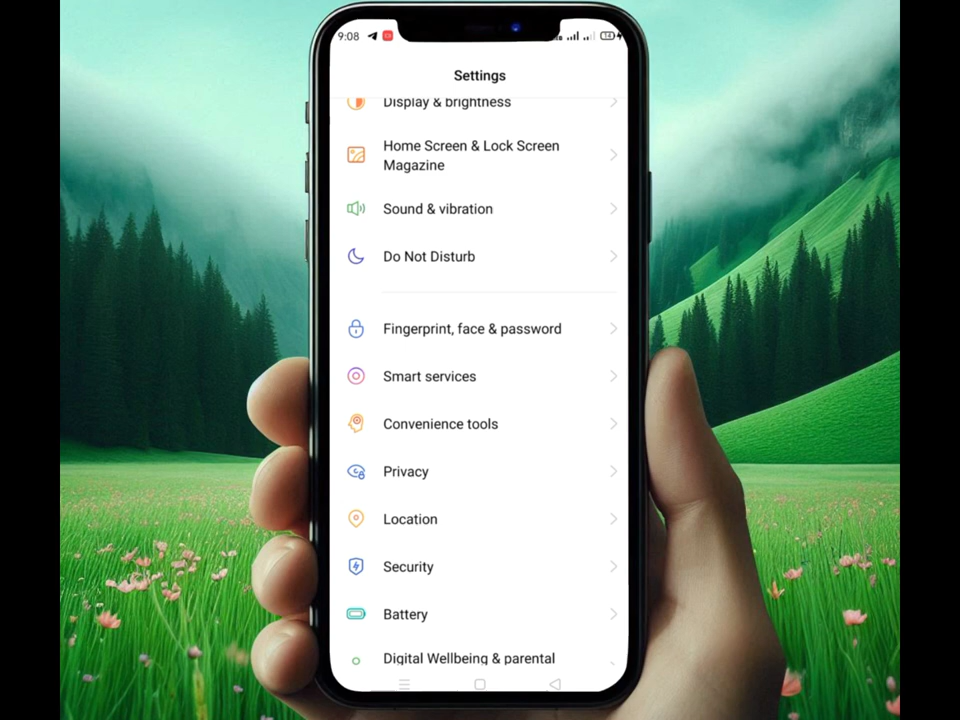 9:08
14
Settings
Display & brightness
Home Screen & Lock Screen
Magazine
Sound & vibration
Do Not Disturb
Fingerprint, face & password
Smart services
Convenience tools
Privacy
Location
Security
Battery
Digital Wellbeing & parental